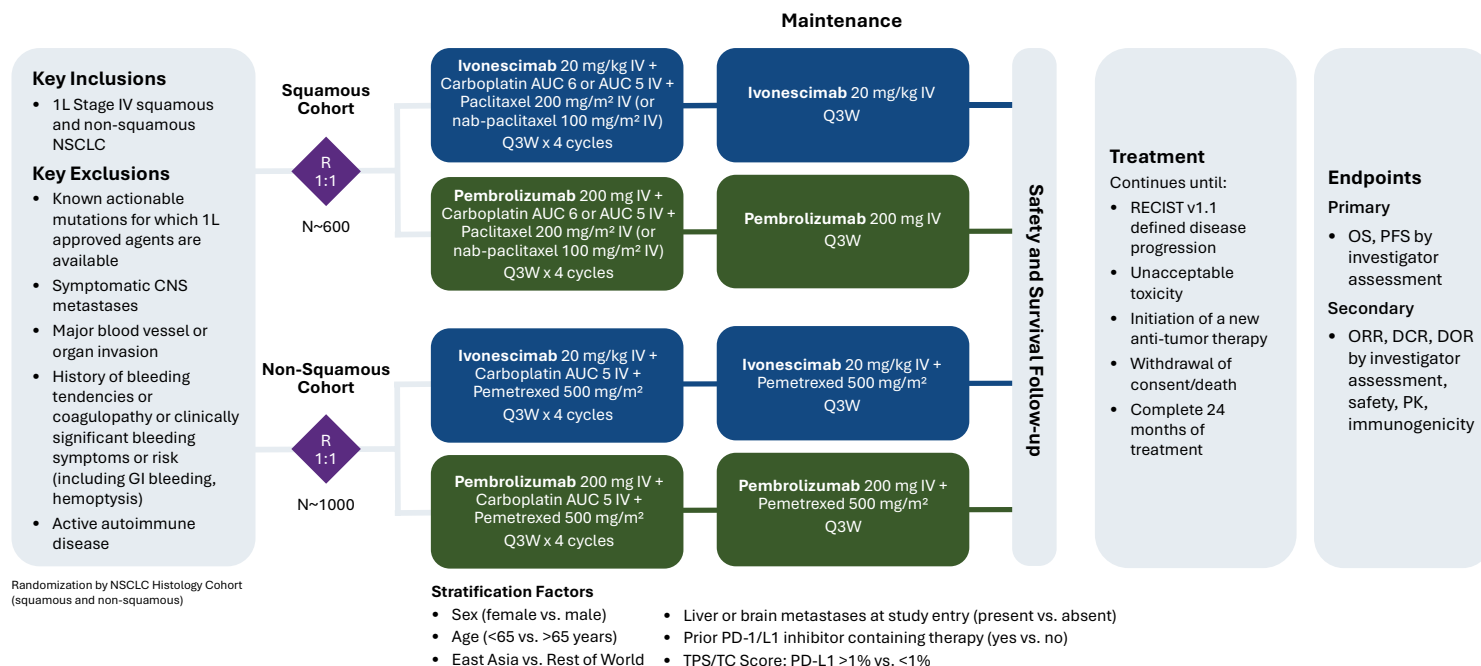 Maintenance
Key Inclusions
• 1L Stage IV squamous
and non-squamous
NSCLC
Key Exclusions
• Known actionable
mutations for which 1L
approved agents are
available
• Symptomatic CNS
metastases
• Major blood vessel or
organ invasion
• History of bleeding
tendencies or
coagulopathy or clinically
significant bleeding
symptoms or risk
(including GI bleeding,
hemoptysis)
• Active autoimmune
disease
Randomization by NSCLC Histology Cohort
(squamous and non-squamous)
Squamous
Cohort
R
1:1
N~600
Ivonescimab 20 mg/kg IV +
Carboplatin AUC 6 or AUC 5 IV +
Paclitaxel 200 mg/m² IV (or
nab-paclitaxel 100 mg/m² IV)
Q3W x 4 cycles
Ivonescimab 20 mg/kg IV
Q3W
Pembrolizumab 200 mg IV +
Carboplatin AUC 6 or AUC 5 IV +
Paclitaxel 200 mg/m² IV (or
nab-paclitaxel 100 mg/m² IV)
Q3W x 4 cycles
Pembrolizumab 200 mg IV
Q3W
Non-Squamous
Cohort
R
1:1
N~1000
Ivonescimab 20 mg/kg IV +
Carboplatin AUC 5 IV +
Pemetrexed 500 mg/m²
Q3W x 4 cycles
Ivonescimab 20 mg/kg IV +
Pemetrexed 500 mg/m²
Q3W
Pembrolizumab 200 mg IV +
Carboplatin AUC 5 IV +
Pemetrexed 500 mg/m²
Q3W x 4 cycles
Pembrolizumab 200 mg IV +
Pemetrexed 500 mg/m²
Q3W
Safety and Survival Follow-up
Treatment
Continues until:
• RECIST v1.1
defined disease
progression
• Unacceptable
toxicity
• Initiation of a new
anti-tumor therapy
• Withdrawal of
consent/death
• Complete 24
months of
treatment
Endpoints
Primary
• OS, PFS by
investigator
assessment
Secondary
• ORR, DCR, DOR
by investigator
assessment,
safety, PK,
immunogenicity
Stratification Factors
• Sex (female vs. male)
• Age (<65 vs. >65 years)
• East Asia vs. Rest of World
• Liver or brain metastases at study entry (present vs. absent)
• Prior PD-1/L1 inhibitor containing therapy (yes vs. no)
• TPS/TC Score: PD-L1 >1% vs. <1%